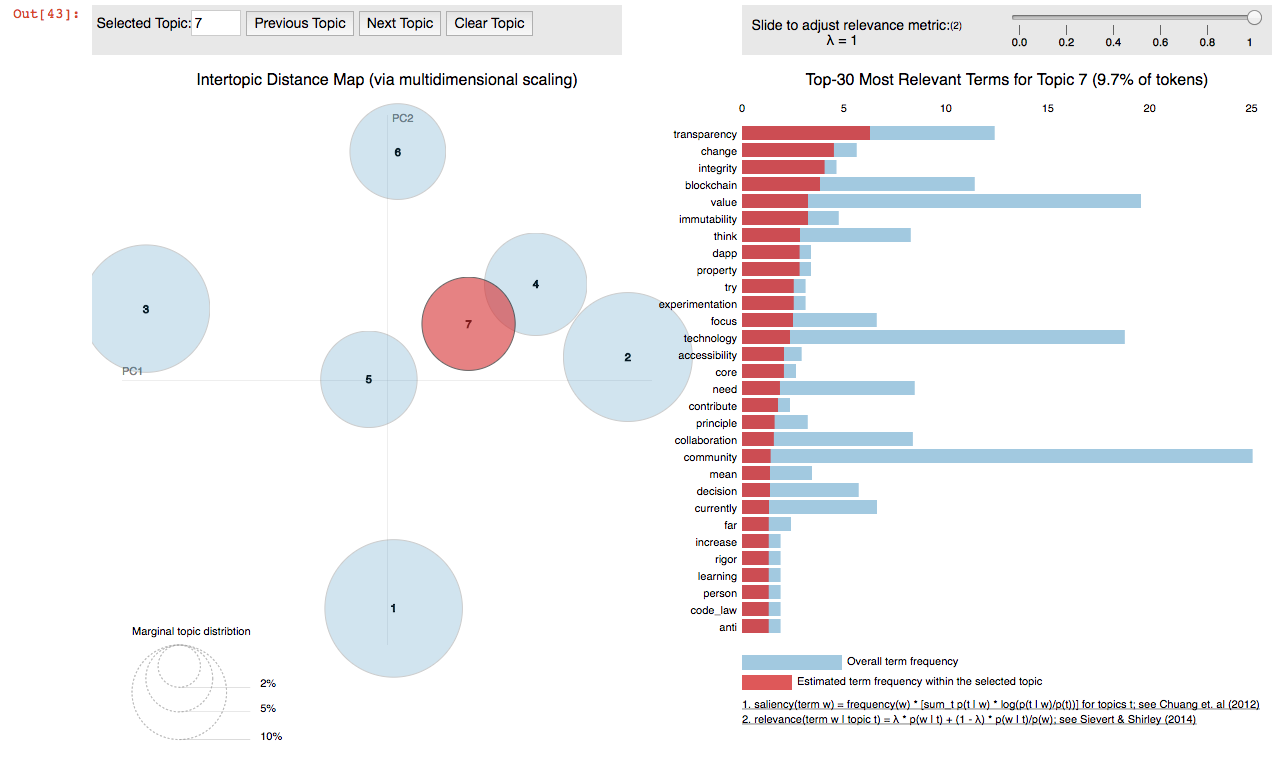 Out[43]:
Selected Topic: 7 Previous Topic Next Topic Clear Topic
Slide to adjust relevance metric:(2)
λ = 1
0.0 0.2 0.4 0.6 0.8 1
Intertopic Distance Map (via multidimensional scaling)
PC2
6
3
4
7
2
5
PC1
1
Marginal topic distribtion
2%
5%
10%
Top-30 Most Relevant Terms for Topic 7 (9.7% of tokens)
0 5 10 15 20 25
transparency
change
integrity
blockchain
value
immutability
think
dapp
property
try
experimentation
focus
technology
accessibility
core
need
contribute
principle
collaboration
community
mean
decision
currently
far
increase
rigor
learning
person
code_law
anti
Overall term frequency
Estimated term frequency within the selected topic
1. saliency(term w) = frequency(w) * [sum_t p(t | w) * log(p(t | w)/p(t))] for topics t; see Chuang et. al (2012)
2. relevance(term w | topic t) = λ * p(w | t) + (1 - λ) * p(w | t)/p(w); see Sievert & Shirley (2014)